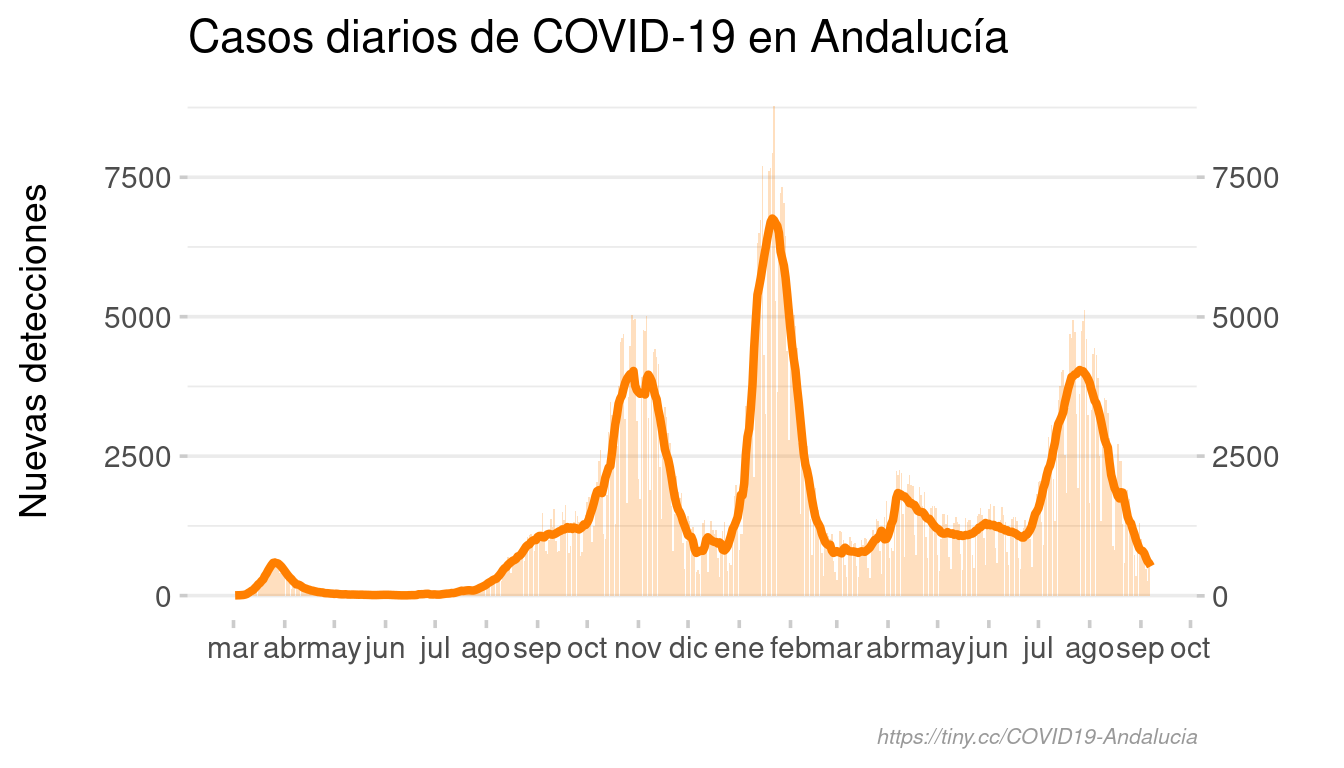 Casos diarios de COVID-19 en Andalucía
Nuevas detecciones
7500 7500
5000 5000
2500 2500
0 0
mar abr may jun jul ago sep oct nov dic ene feb mar abr may jun jul ago sep oct
https://tiny.cc/COVID19-Andalucia